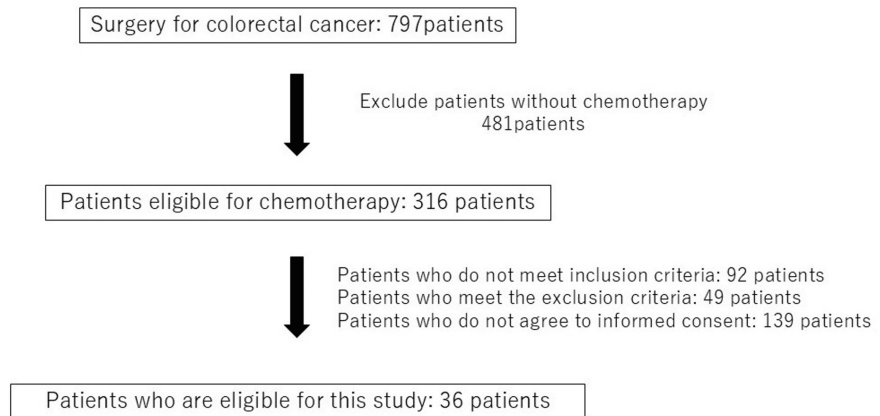 Surgery for colorectal cancer: 797patients
Exclude patients without chemotherapy
481patients
Patients eligible for chemotherapy: 316 patients
Patients who do not meet inclusion criteria: 92 patients
Patients who meet the exclusion criteria: 49 patients
Patients who do not agree to informed consent: 139 patients
Patients who are eligible for this study: 36 patients